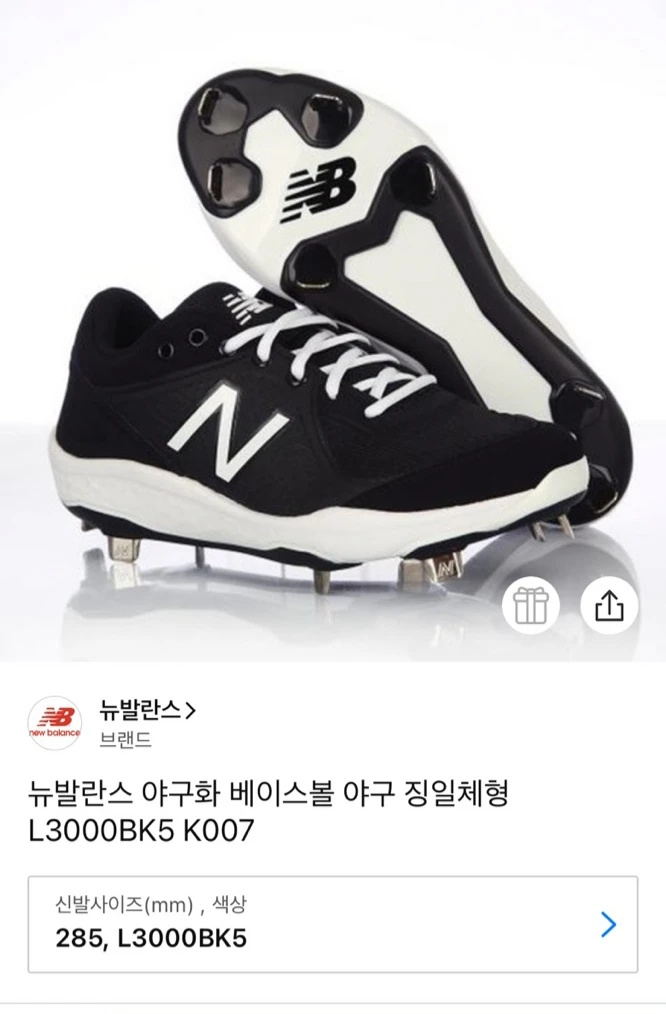 NB
N
뉴발란스
new balance
브랜드
뉴발란스 야구화 베이스볼 야구 징일체형
L3000BK5 K007
신발사이즈(mm) , 색상
285, L3000BK5